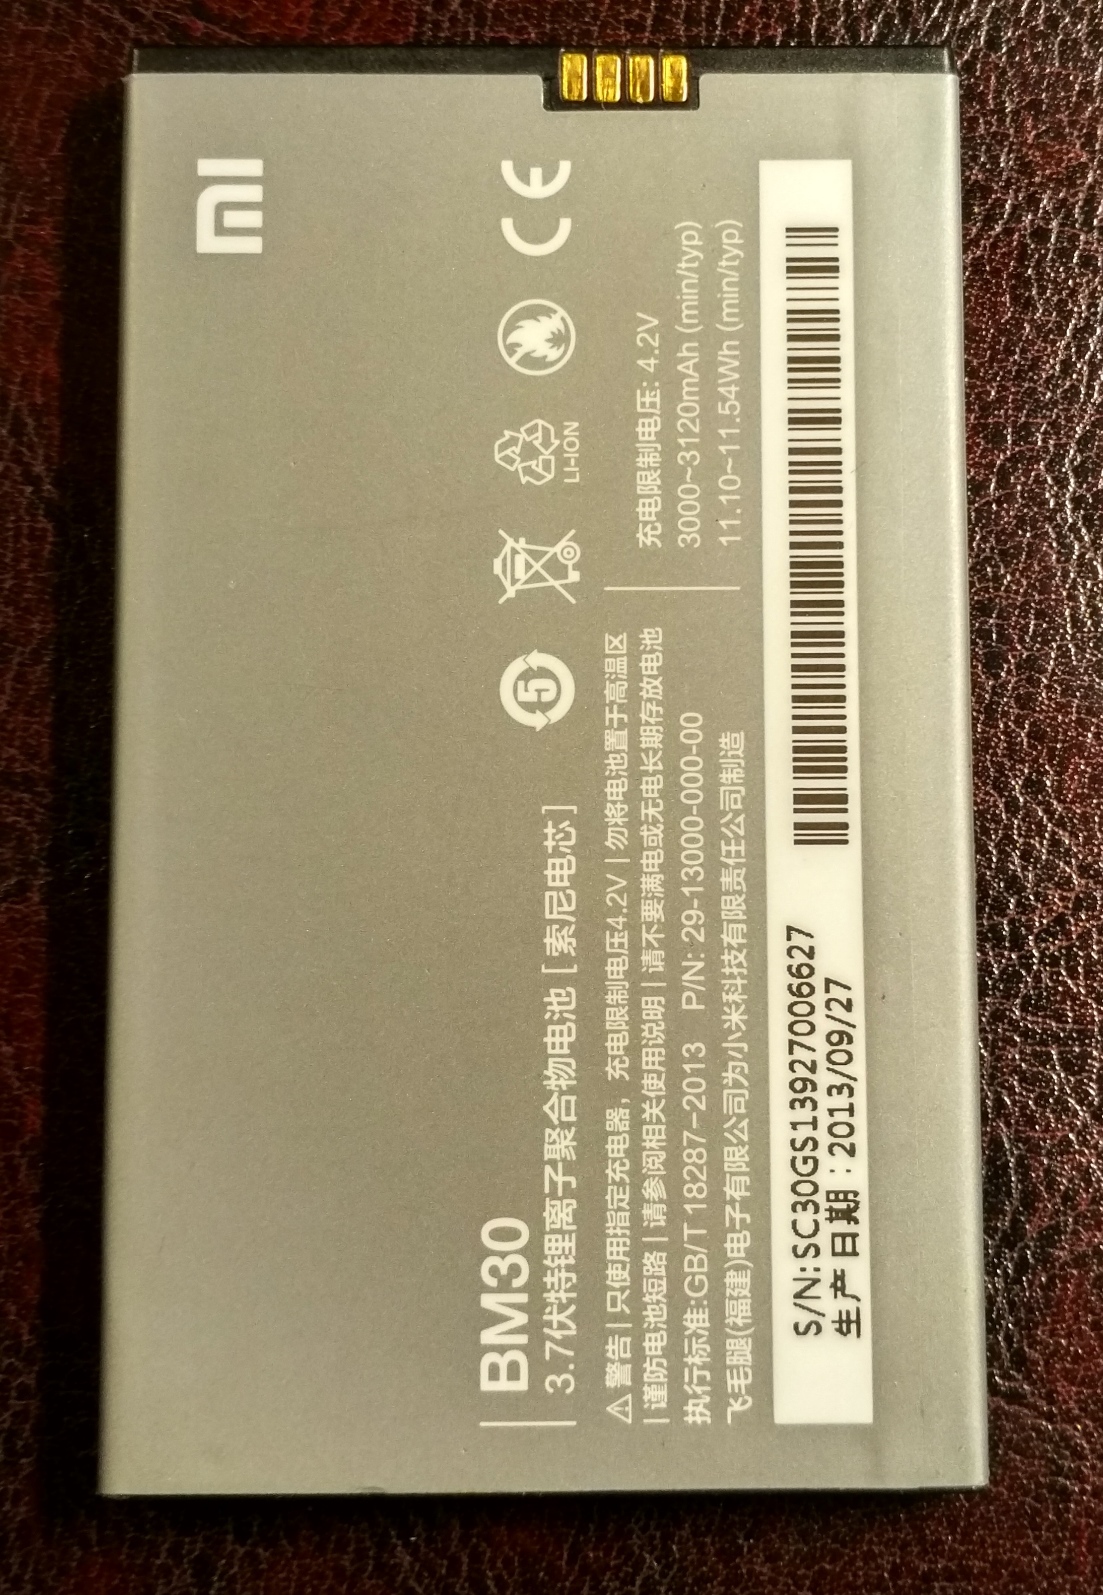 MI
BM30
3.7伏特锂离子聚合物电池 [ 索尼电芯 ]
5
LI-ION
CE
警告 | 只使用指定充电器，充电限制电压4.2V | 勿将电池置于高温区
| 谨防电池短路 | 请参阅相关使用说明 | 请不要满电或无电长期存放电池
执行标准:GB/T 18287-2013 P/N: 29-13000-000-00
飞毛腿(福建)电子有限公司为小米科技有限责任公司制造
充电限制电压: 4.2V
3000~3120mAh (min/typ)
11.10~11.54Wh (min/typ)
S/N:SC30GS13927006627
生产日期：2013/09/27